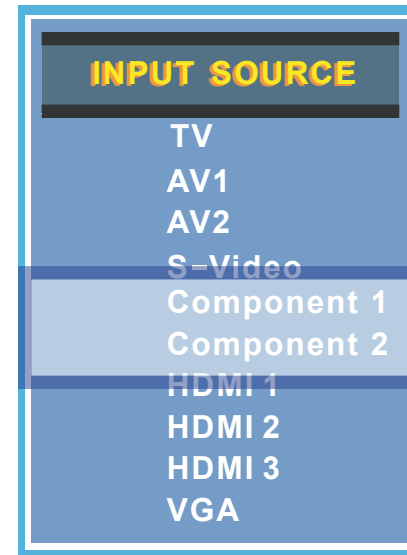 INPUT SOURCE
TV
AV1
AV2
S-Video
Component 1
Component 2
HDMI 1
HDMI 2
HDMI 3
VGA